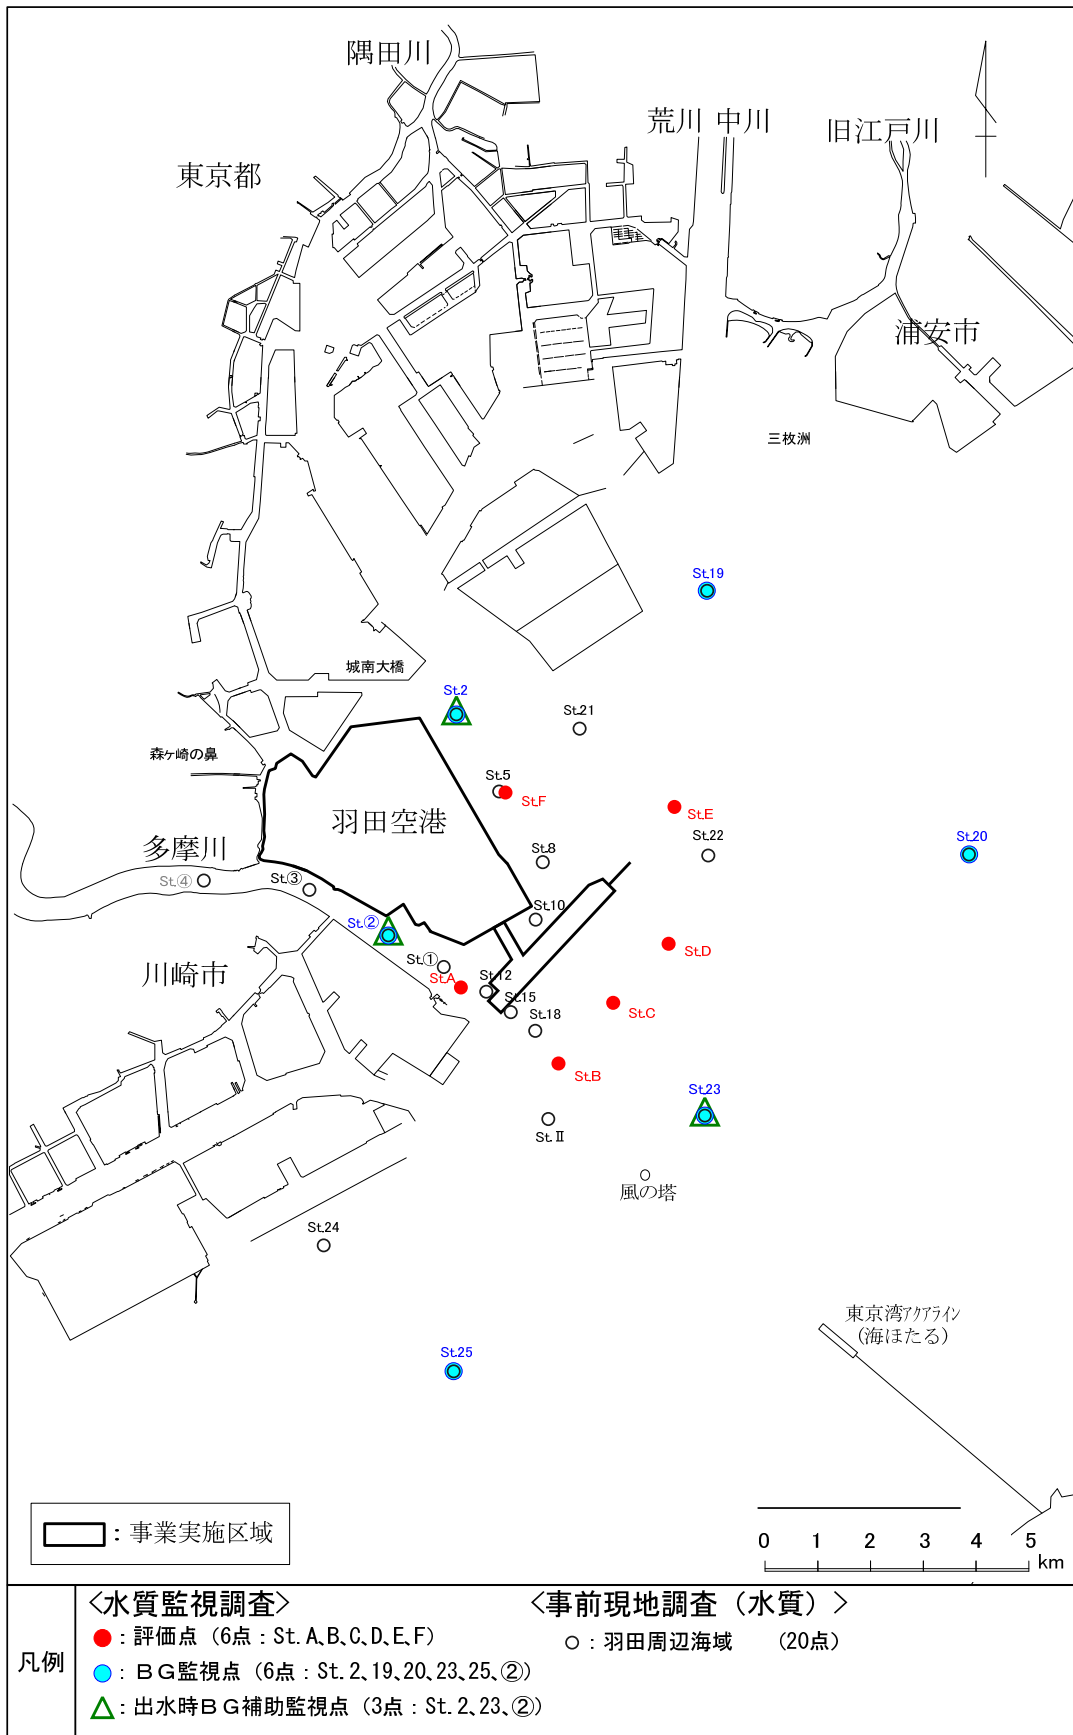 隅田川
荒川 中川
旧江戸川
東京都
浦安市
三枚洲
St.19
城南大橋
St.2
St.21
森ヶ崎の鼻
St.5
St.F
St.E
羽田空港
多摩川
St.8
St.22
St.20
St.④
St.③
St.10
St.②
St.D
St.①
川崎市
St.A
St.12
St.15
St.C
St.18
St.B
St.23
St.Ⅱ
風の塔
St.24
東京湾アクアライン
(海ほたる)
St.25
：事業実施区域
0 1 2 3 4 5
km
凡例
<水質監視調査>
：評価点（6点：St.A､B､C､D､E､F）
：ＢＧ監視点（6点：St.2､19､20､23､25､②）
：出水時ＢＧ補助監視点（3点：St.2､23､②）
<事前現地調査（水質）>
：羽田周辺海域 （20点）